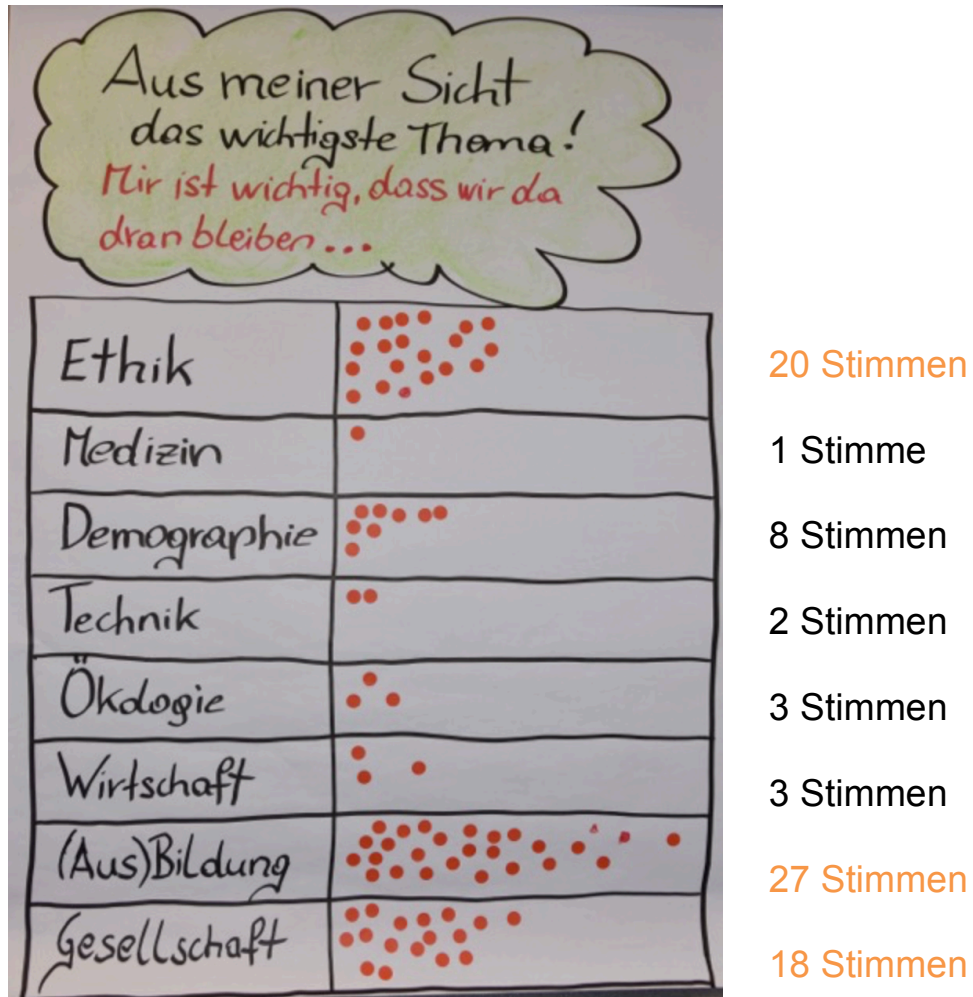 Aus meiner Sicht
das wichtigste Thema!
Mir ist wichtig, dass wir da
dran bleiben...
Ethik
20 Stimmen
Medizin
1 Stimme
Demographie
8 Stimmen
Technik
2 Stimmen
Ökologie
3 Stimmen
Wirtschaft
3 Stimmen
(Aus)Bildung
27 Stimmen
Gesellschaft
18 Stimmen